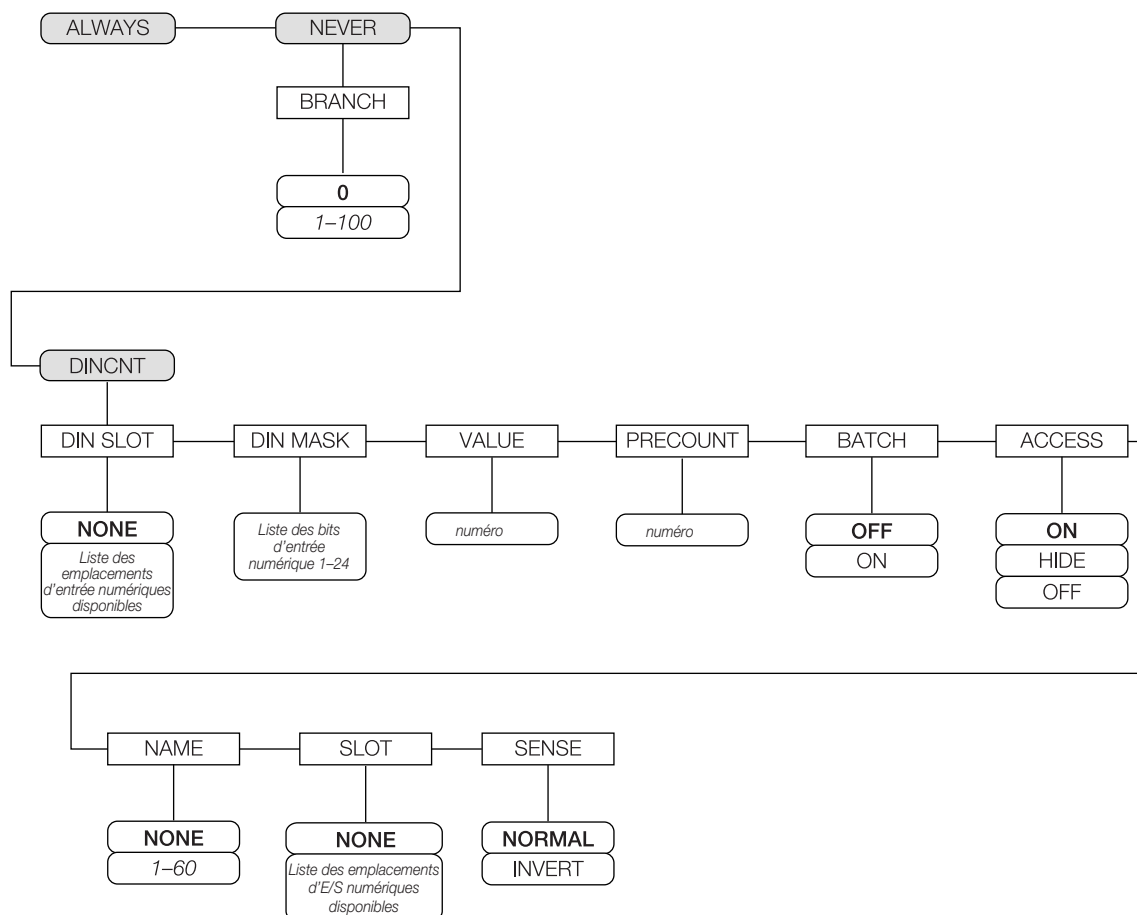 ALWAYS
NEVER
BRANCH
0
1–100
DINCNT
DIN SLOT
DIN MASK
VALUE
PRECOUNT
BATCH
ACCESS
NONE
Liste des
emplacements
d'entrée numériques
disponibles
Liste des bits
d'entrée
numérique 1–24
numéro
numéro
OFF
ON
ON
HIDE
OFF
NAME
SLOT
SENSE
NONE
1–60
NONE
Liste des emplacements
d'E/S numériques
disponibles
NORMAL
INVERT